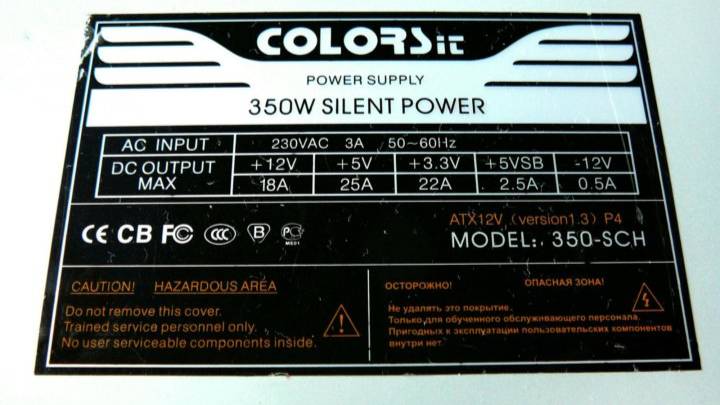 COLORSit
POWER SUPPLY
350W SILENT POWER
AC INPUT 230VAC 3A 50~60Hz
DC OUTPUT MAX +12V +5V +3.3V +5VSB -12V
18A 25A 22A 2.5A 0.5A
ATX12V (version1.3) P4
CE CB FC CCC B PC
ME01
MODEL: 350-SCH
CAUTION! HAZARDOUS AREA
Do not remove this cover.
Trained service personnel only.
No user serviceable components inside.
ОСТОРОЖНО! ОПАСНАЯ ЗОНА!
Не удалять это покрытие.
Только для обученного обслуживающего персонала.
Пригодных к эксплуатации пользовательских компонентов
внутри нет.